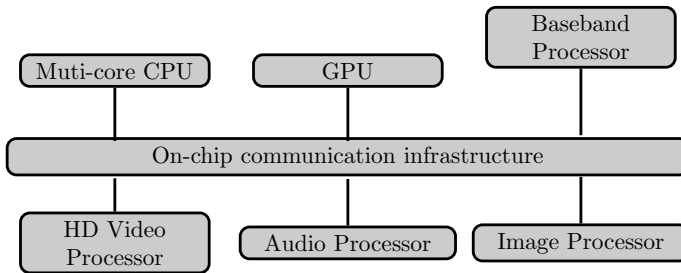 Baseband
Processor
Muti-core CPU
GPU
On-chip communication infrastructure
HD Video
Processor
Audio Processor
Image Processor